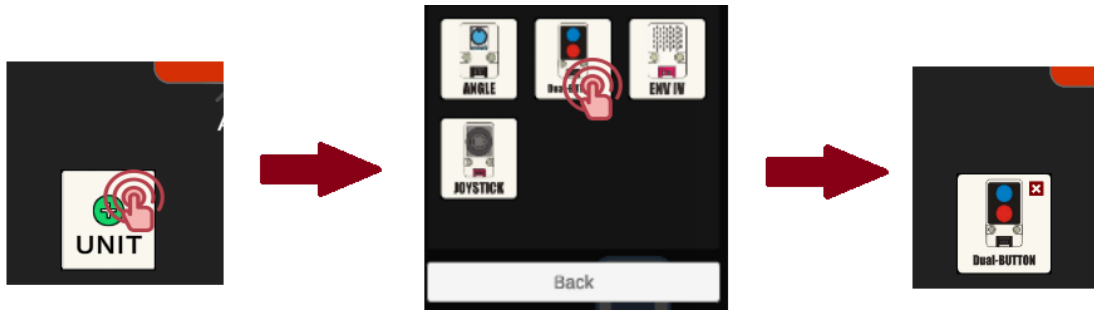 UNIT
ANGLE
ENV IV
JOYSTICK
Back
Dual-BUTTON